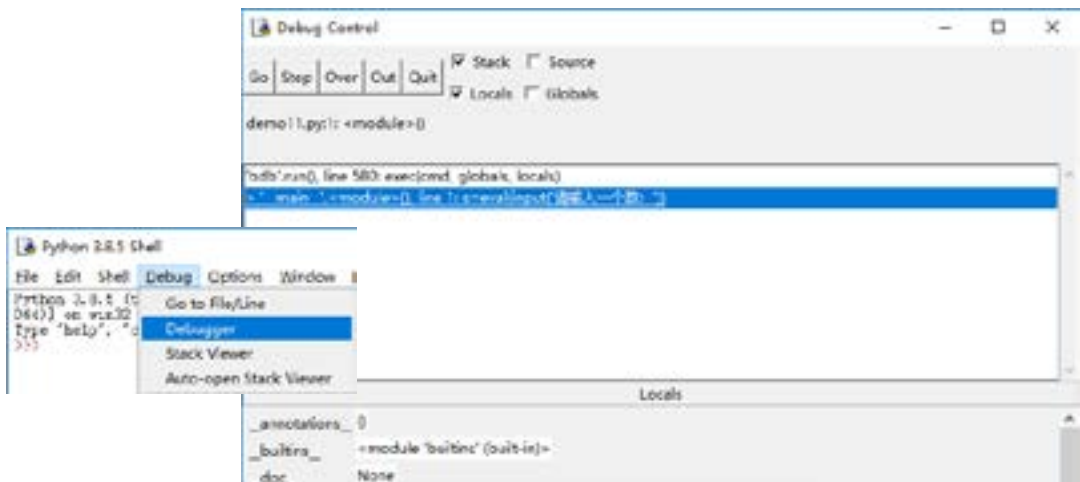 Debug Control
Go Step Over Out Quit
Stack Source
Locals Globals
demo11.py:1: <module>()
'bdb'.run(), line 580: exec(cmd, globals, locals)
> '__main__'.<module>(), line 1: s=eval(input('请输入一个数: '))
Python 3.8.5 Shell
File Edit Shell Debug Options Window
Python 3.8.5 (t
D64)] on win32
Type "help", "c
>>>
Go to File/Line
Debugger
Stack Viewer
Auto-open Stack Viewer
Locals
__annotations__ {}
__builtins__ <module 'builtins' (built-in)>
__doc__ None